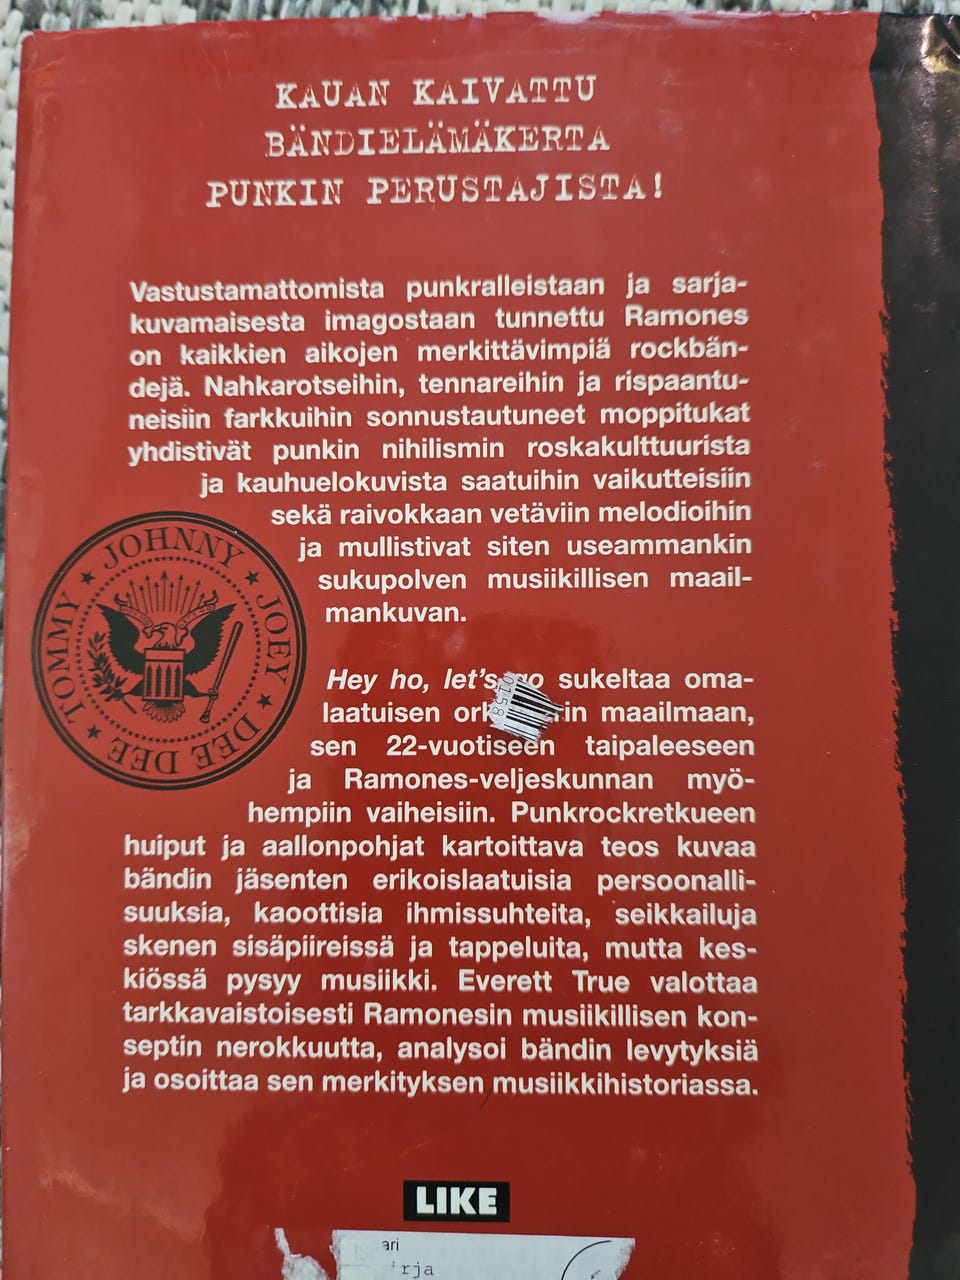 KAUAN KAIVATTU
BÄNDIELÄMÄKERTA
PUNKIN PERUSTAJISTA!
Vastustamattomista punkralleistaan ja sarja-
kuvamaisesta imagostaan tunnettu Ramones
on kaikkien aikojen merkittävimpiä rockbän-
dejä. Nahkarotseihin, tennareihin ja rispaantu-
neisiin farkkuihin sonnustautuneet moppitukat
yhdistivät punkin nihilismin roskakulttuurista
ja kauhuelokuvista saatuihin vaikutteisiin
sekä raivokkaan vetäviin melodioihin
ja mullistivat siten useammankin
sukupolven musiikillisen maail-
mankuvan.
JOHNNY JOEY DEE DEE TOMMY
Hey ho, let's go sukeltaa oma-
laatuisen maailmaan,
sen 22-vuotiseen taipaleeseen
ja Ramones-veljeskunnan myö-
hempiin vaiheisiin. Punkrockretkueen
huiput ja aallonpohjat kartoittava teos kuvaa
bändin jäsenten erikoislaatuisia persoonalli-
suuksia, kaoottisia ihmissuhteita, seikkailuja
skenen sisäpiireissä ja tappeluita, mutta kes-
kiössä pysyy musiikki. Everett True valottaa
tarkkavaistoisesti Ramonesin musiikillisen kon-
septin nerokkuutta, analysoi bändin levytyksiä
ja osoittaa sen merkityksen musiikkihistoriassa.
LIKE
ari
irja